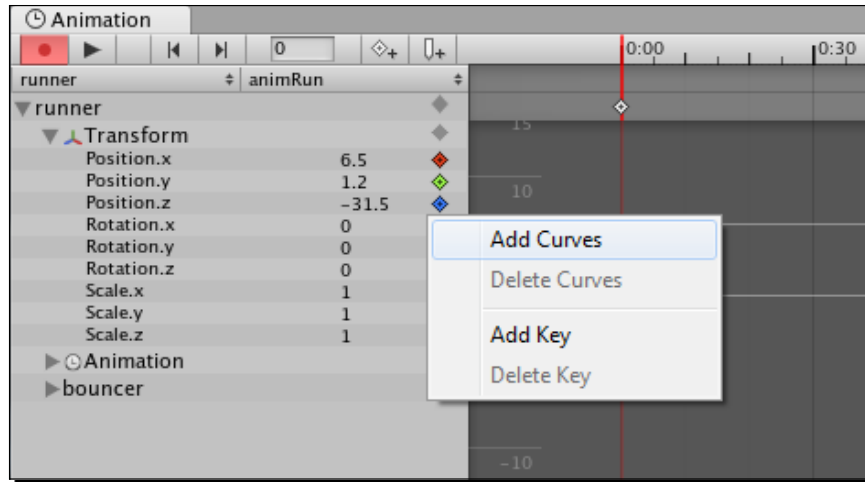 Animation
0
0:00
0:30
runner
animRun
runner
Transform
Position.x 6.5
Position.y 1.2
Position.z -31.5
Rotation.x 0
Rotation.y 0
Rotation.z 0
Scale.x 1
Scale.y 1
Scale.z 1
Animation
bouncer
15
10
Add Curves
Delete Curves
Add Key
Delete Key
-10